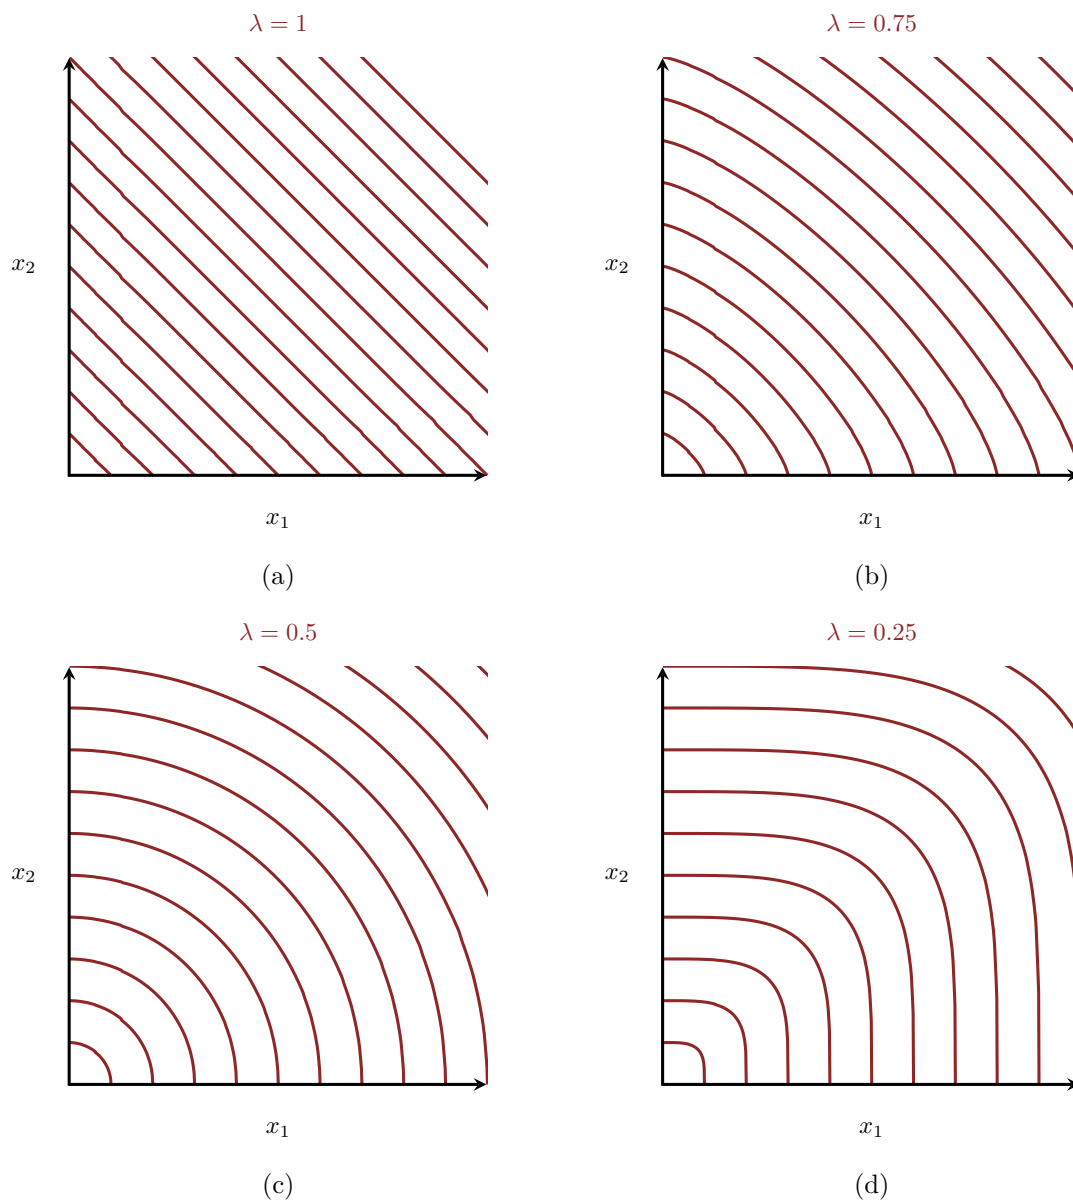 λ = 1
x₂
x₁
(a)
λ = 0.75
x₂
x₁
(b)
λ = 0.5
x₂
x₁
(c)
λ = 0.25
x₂
x₁
(d)